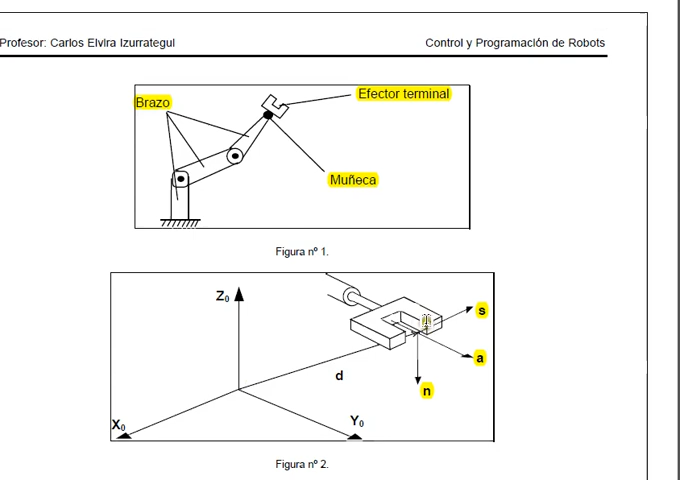 Profesor: Carlos Elvira Izurrategui
Control y Programación de Robots
Brazo
Efector terminal
Muñeca
Figura nº 1.
Z0
s
a
d
n
X0
Y0
Figura nº 2.